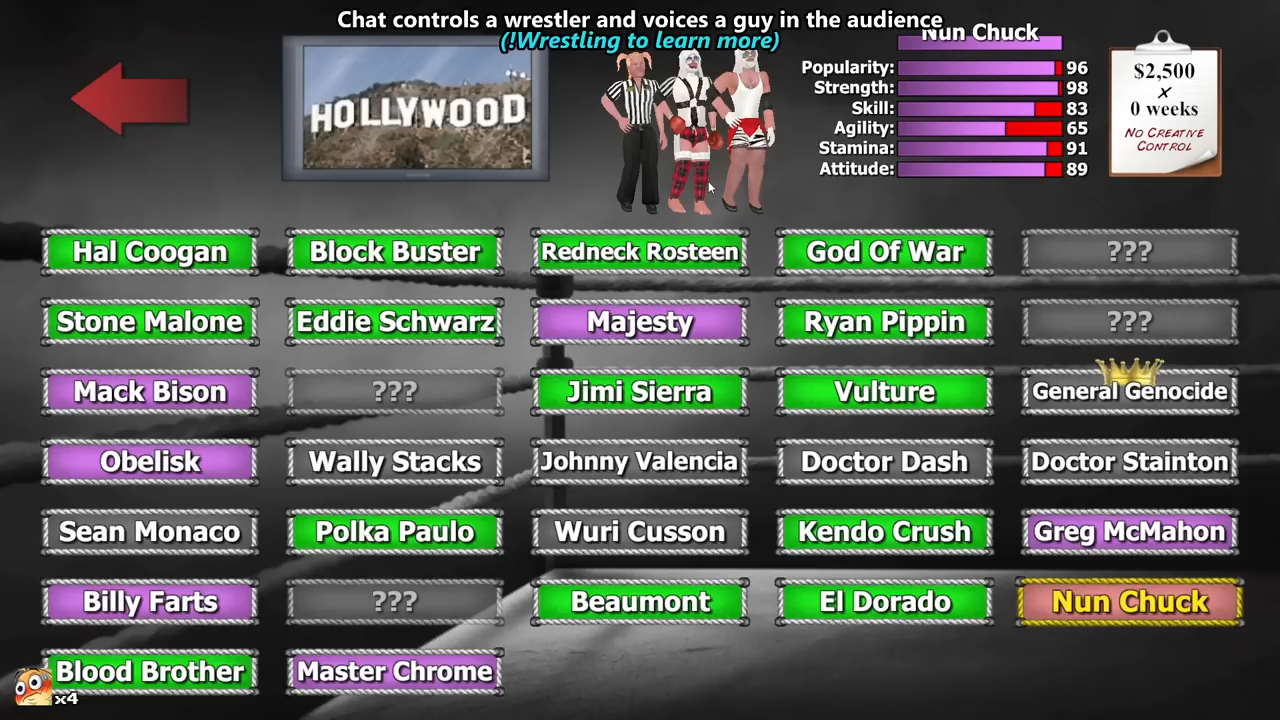 Chat controls a wrestler and voices a guy in the audience
(!Wrestling to learn more)
HOLLYWOOD
Nun Chuck
Popularity: 96
Strength: 98
Skill: 83
Agility: 65
Stamina: 91
Attitude: 89
$2,500
x
0 weeks
NO CREATIVE
CONTROL
Hal Coogan
Block Buster
Redneck Rosteen
God Of War
???
Stone Malone
Eddie Schwarz
Majesty
Ryan Pippin
???
Mack Bison
???
Jimi Sierra
Vulture
General Genocide
Obelisk
Wally Stacks
Johnny Valencia
Doctor Dash
Doctor Stainton
Sean Monaco
Polka Paulo
Wuri Cusson
Kendo Crush
Greg McMahon
Billy Farts
???
Beaumont
El Dorado
Nun Chuck
Blood Brother
Master Chrome
x4